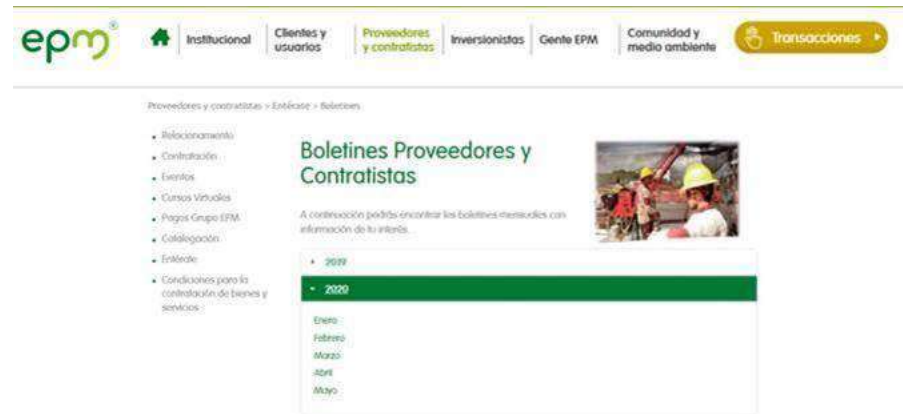 epm®
Institucional
Clientes y
usuarios
Proveedores
y contratistas
Inversionistas
Gente EPM
Comunidad y
medio ambiente
Transacciones
Proveedores y contratistas > Entérate > Boletines
Relacionamiento
Contratación
Eventos
Cursos Virtuales
Pagos Grupo EPM
Catalogación
Entérate
Condiciones para la
contratación de bienes y
servicios
Boletines Proveedores y
Contratistas
A continuación podrás encontrar los boletines mensuales con
información de tu interés.
2019
2020
Enero
Febrero
Marzo
Abril
Mayo